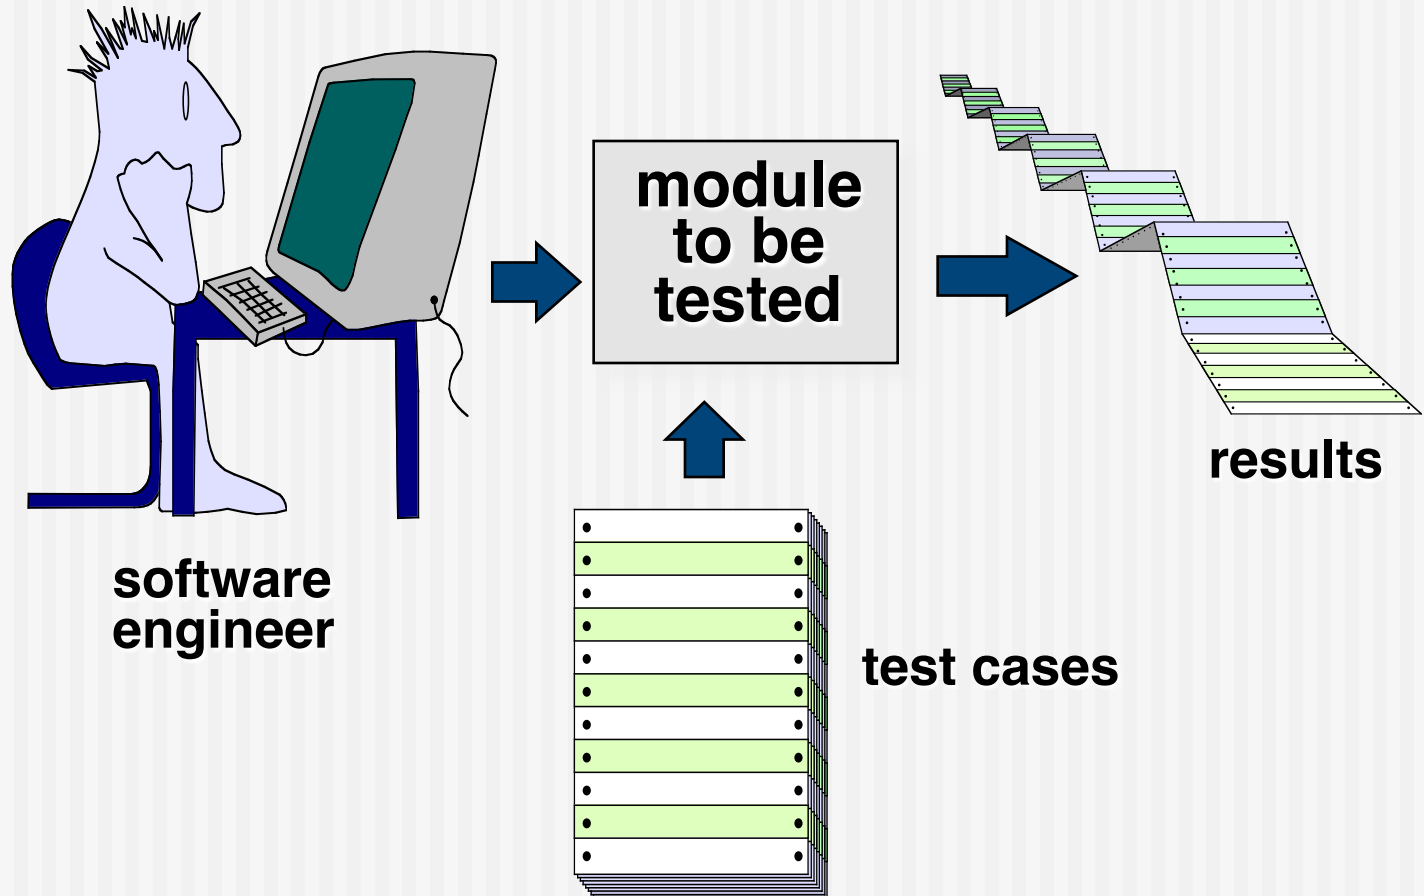 module
to be
tested
results
software
engineer
test cases